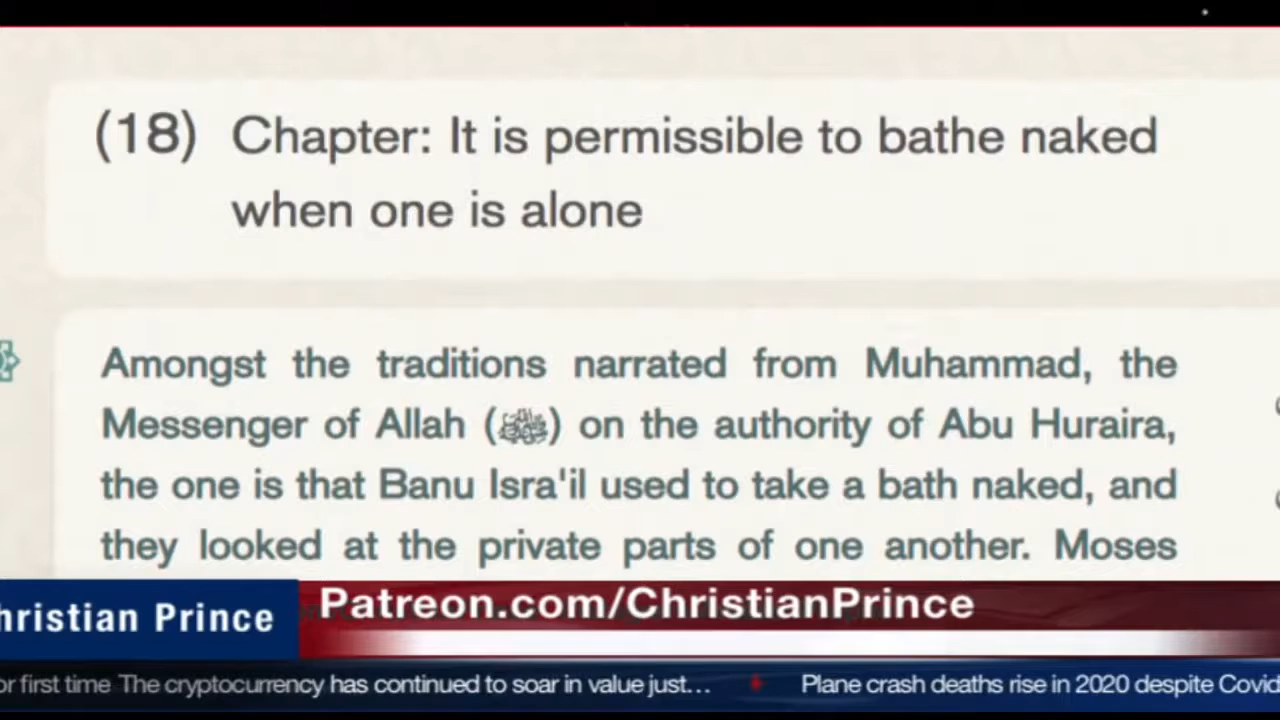 (18) Chapter: It is permissible to bathe naked
when one is alone
Amongst the traditions narrated from Muhammad, the
Messenger of Allah (ﷺ) on the authority of Abu Huraira,
the one is that Banu Isra'il used to take a bath naked, and
they looked at the private parts of one another. Moses
hristian Prince
Patreon.com/ChristianPrince
or first time The cryptocurrency has continued to soar in value just... Plane crash deaths rise in 2020 despite Covid